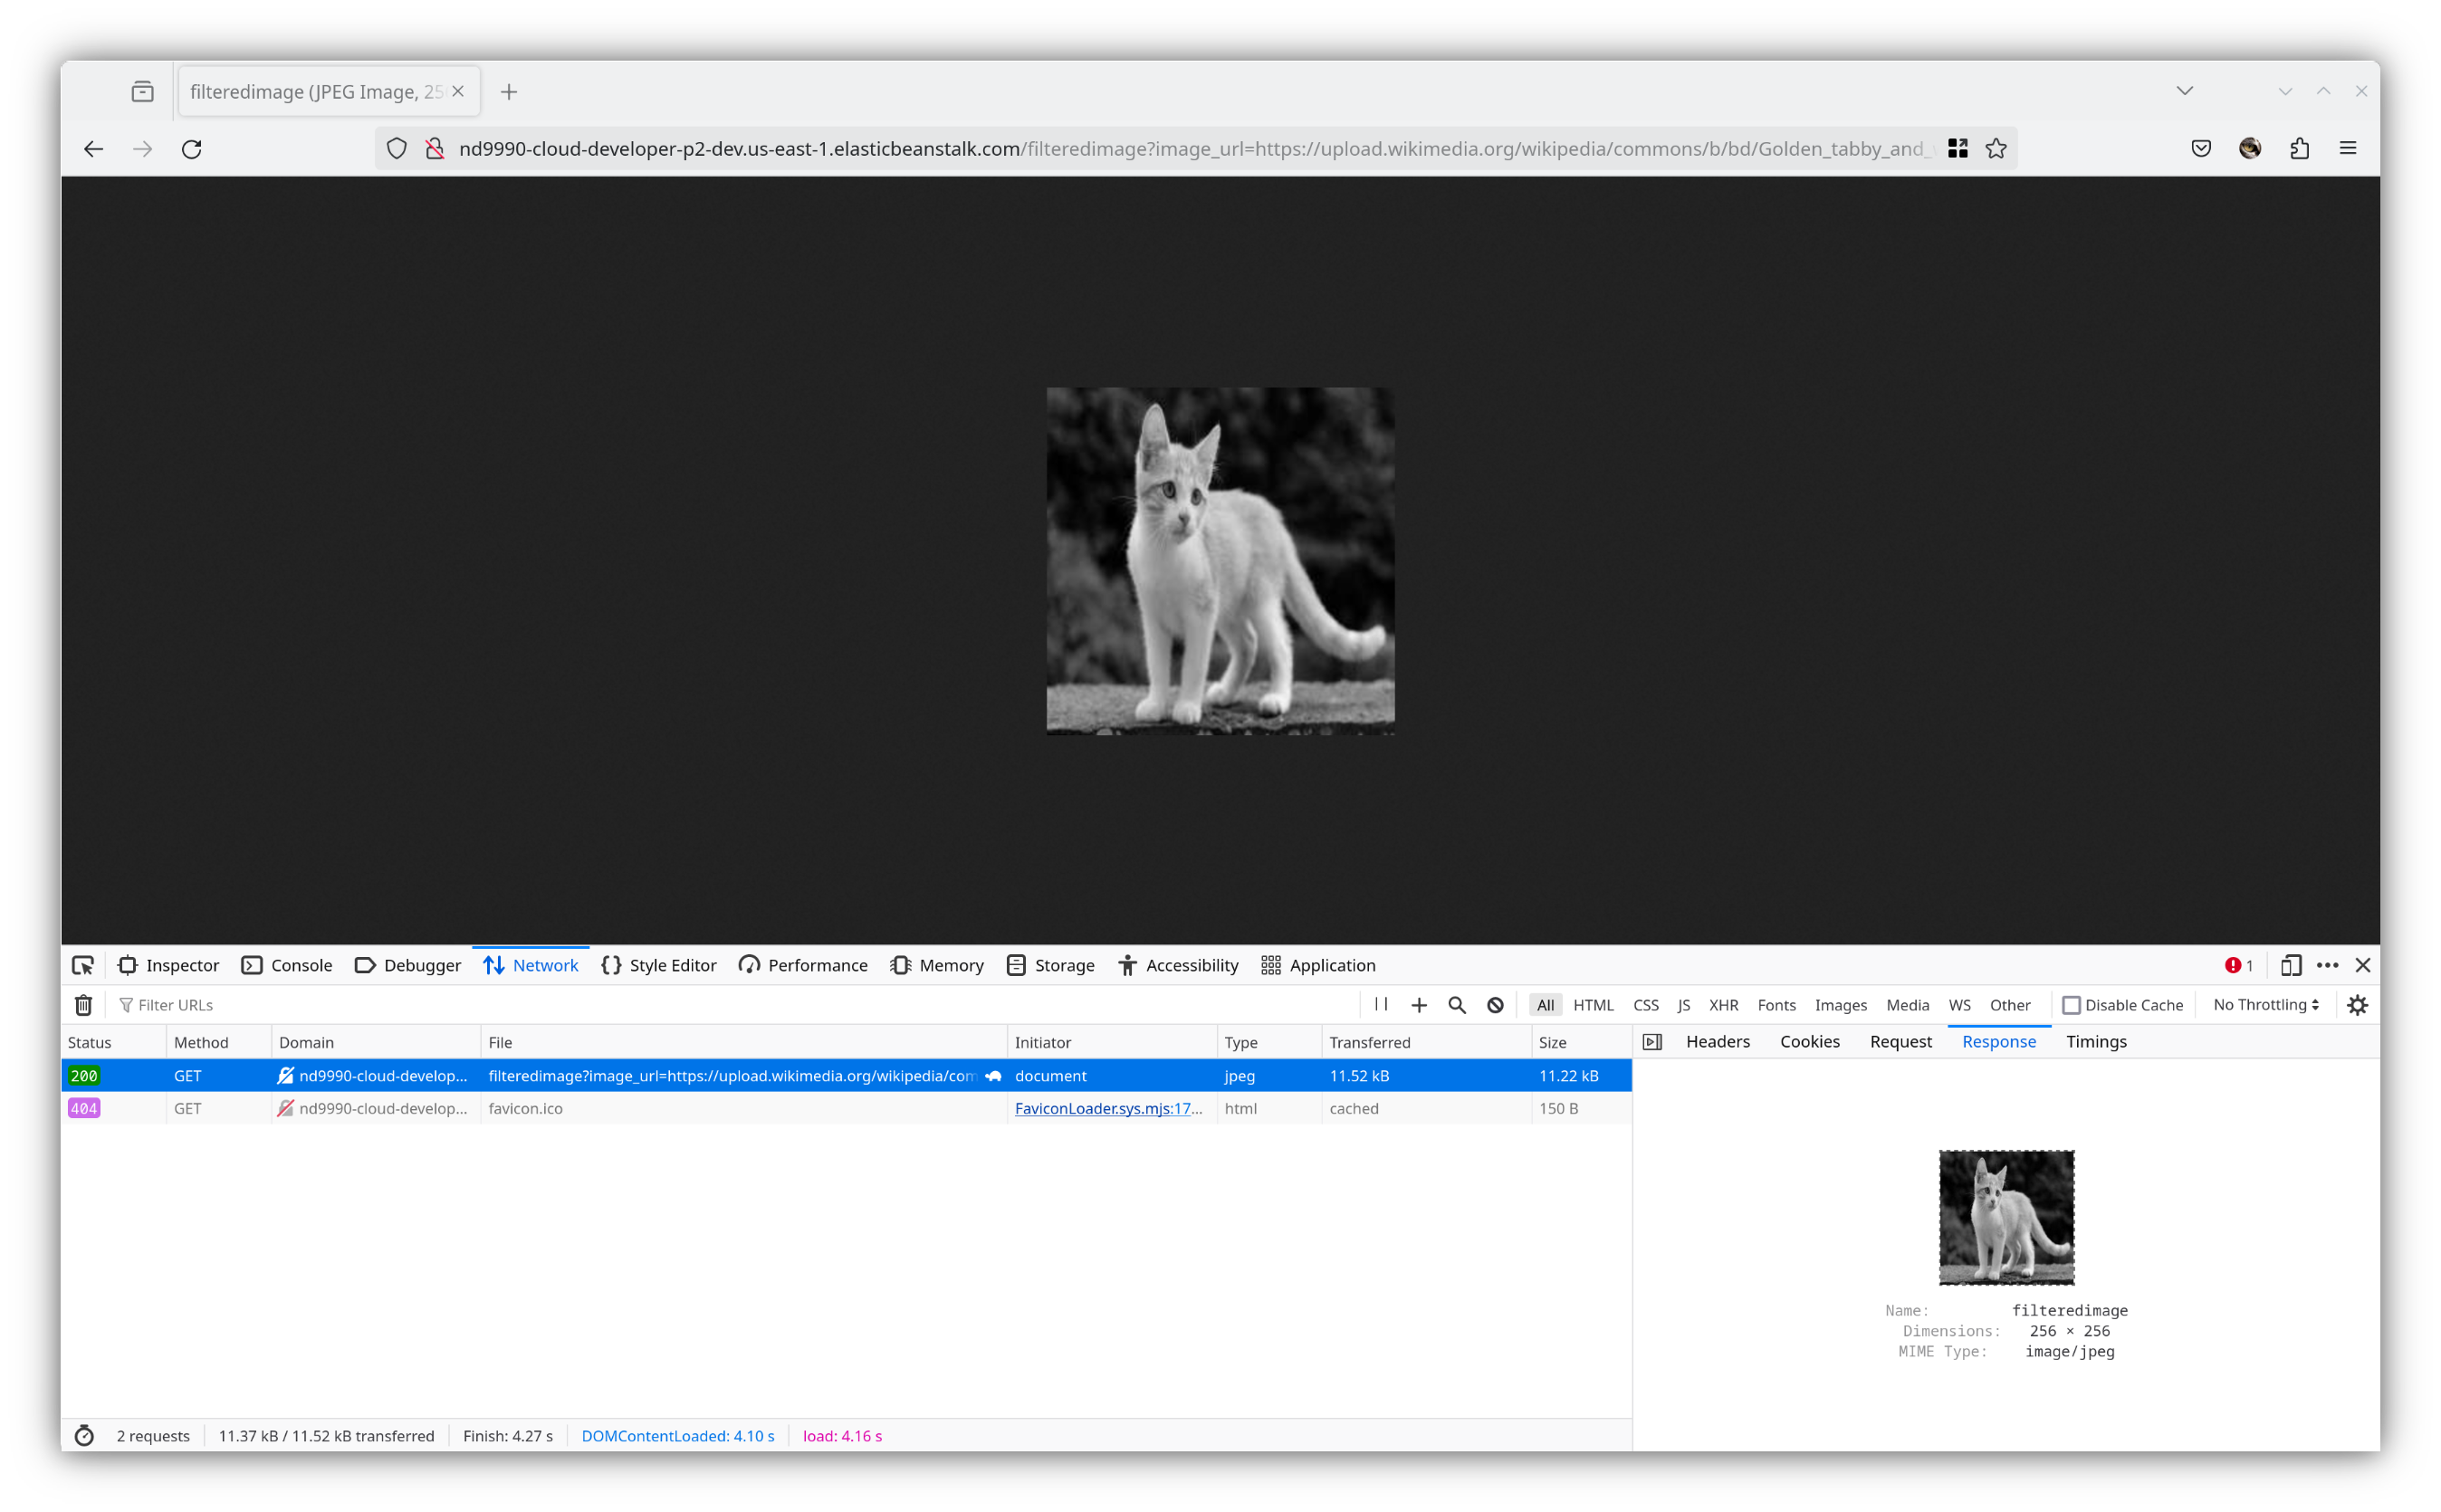 filteredimage (JPEG Image, 25
nd9990-cloud-developer-p2-dev.us-east-1.elasticbeanstalk.com/filteredimage?image_url=https://upload.wikimedia.org/wikipedia/commons/b/bd/Golden_tabby_and_
Inspector Console Debugger Network Style Editor Performance Memory Storage Accessibility Application 1
Filter URLs All HTML CSS JS XHR Fonts Images Media WS Other Disable Cache No Throttling
Status Method Domain File Initiator Type Transferred Size Headers Cookies Request Response Timings
200 GET nd9990-cloud-develop... filteredimage?image_url=https://upload.wikimedia.org/wikipedia/com document jpeg 11.52 kB 11.22 kB
404 GET nd9990-cloud-develop... favicon.ico FaviconLoader.sys.mjs:17... html cached 150 B
Name: filteredimage
Dimensions: 256 × 256
MIME Type: image/jpeg
2 requests 11.37 kB / 11.52 kB transferred Finish: 4.27 s DOMContentLoaded: 4.10 s load: 4.16 s